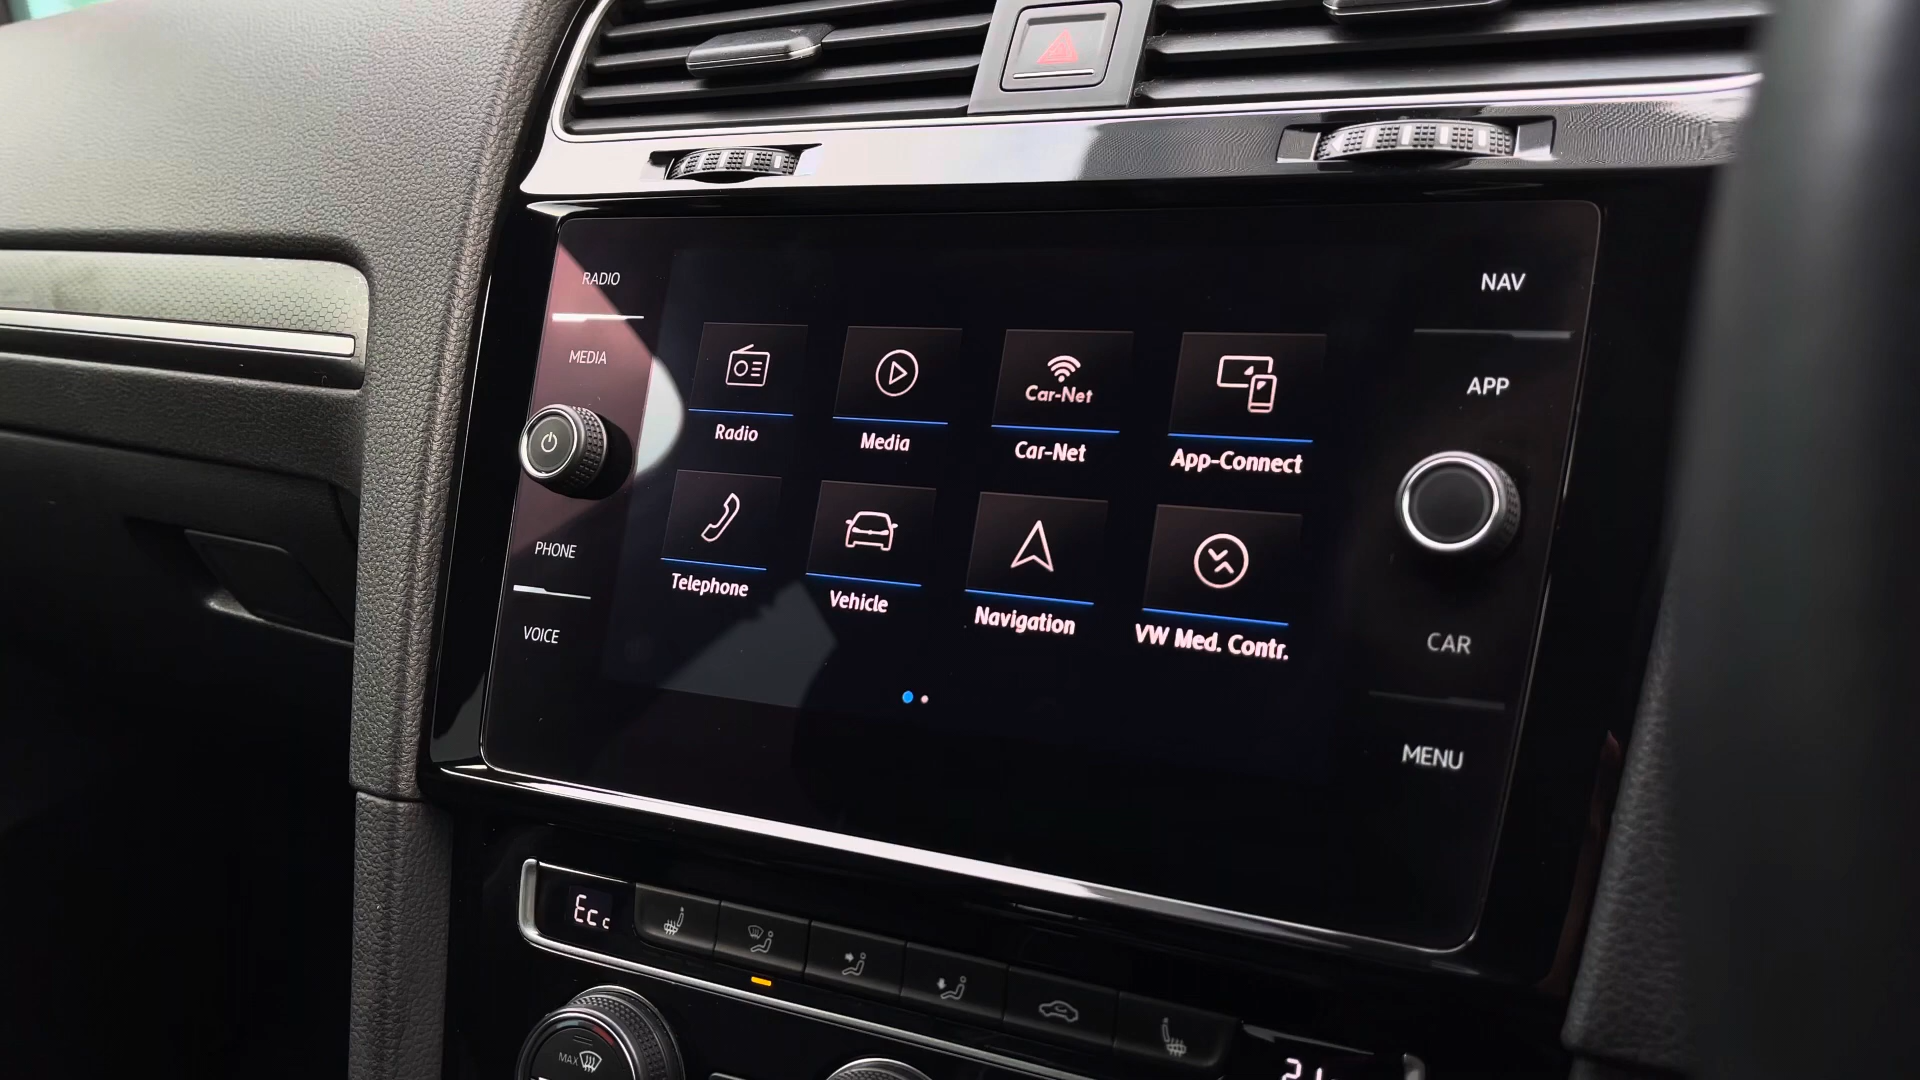 RADIO
NAV
MEDIA
APP
Car-Net
Radio
Media
Car-Net
App-Connect
PHONE
Telephone
Vehicle
Navigation
VW Med. Contr.
VOICE
CAR
MENU
MAX